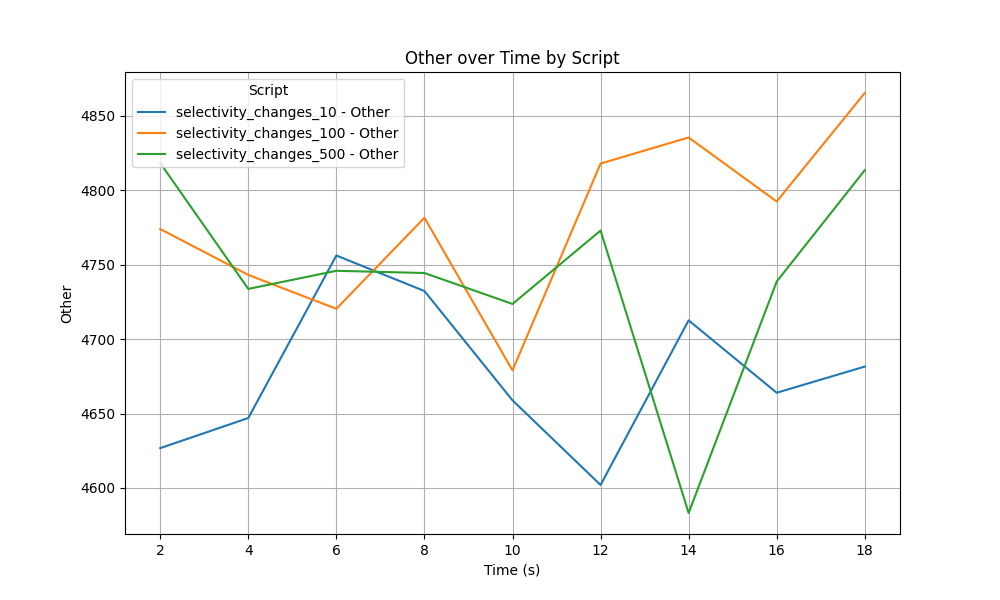 Other over Time by Script
Script
selectivity_changes_10 - Other
selectivity_changes_100 - Other
selectivity_changes_500 - Other
4850
4800
4750
4700
4650
4600
Other
2 4 6 8 10 12 14 16 18
Time (s)